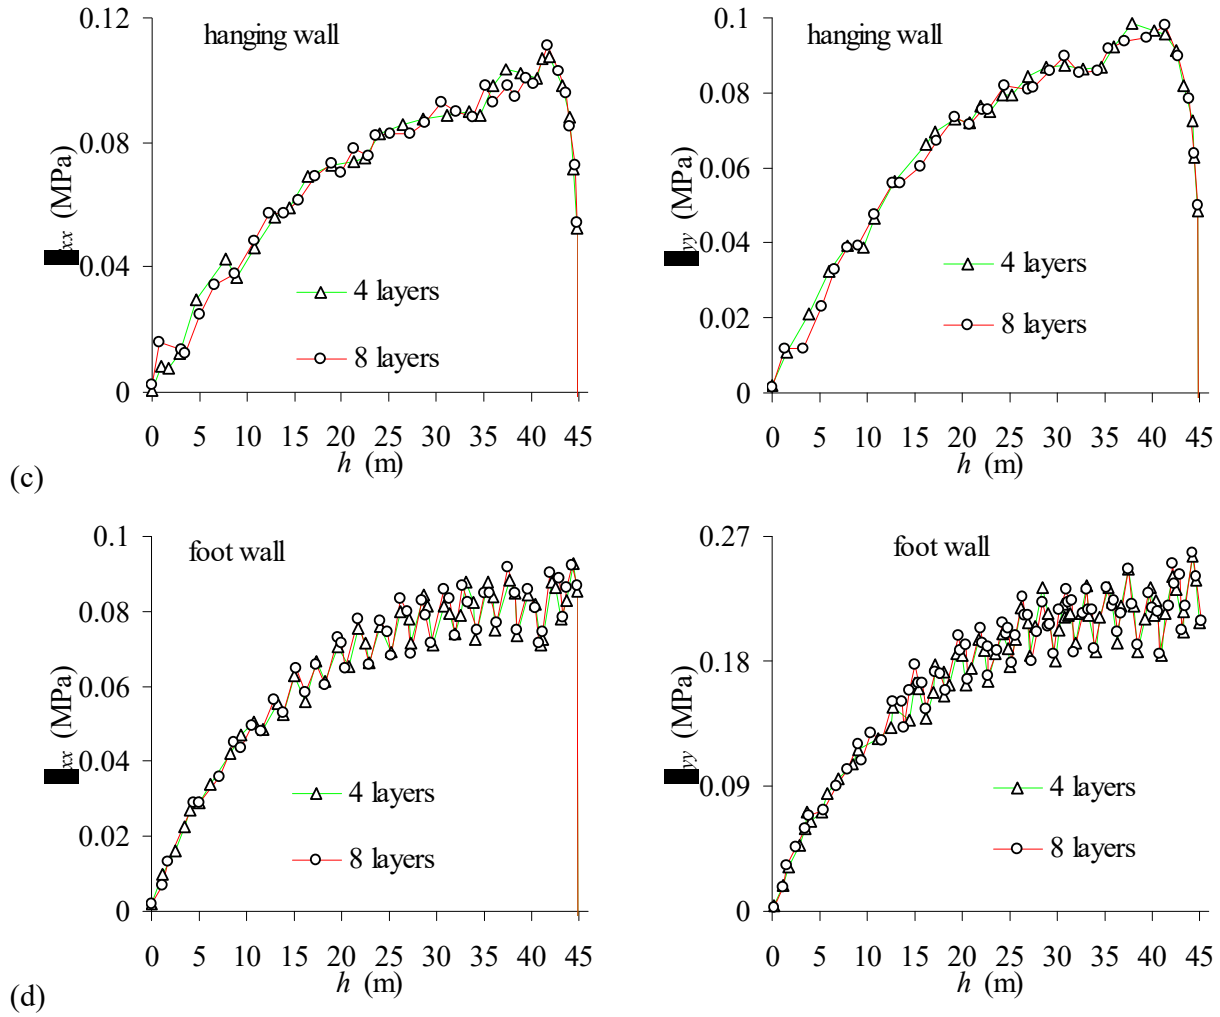 0.12
hanging wall
0.08
xx (MPa)
0.04
4 layers
8 layers
0
0 5 10 15 20 25 30 35 40 45
h (m)
0.1
hanging wall
0.08
0.06
yy (MPa)
0.04
4 layers
0.02
8 layers
0
0 5 10 15 20 25 30 35 40 45
h (m)
(c)
0.1
foot wall
0.08
0.06
xx (MPa)
0.04
4 layers
0.02
8 layers
0
0 5 10 15 20 25 30 35 40 45
h (m)
0.27
foot wall
0.18
yy (MPa)
0.09
4 layers
8 layers
0
0 5 10 15 20 25 30 35 40 45
h (m)
(d)